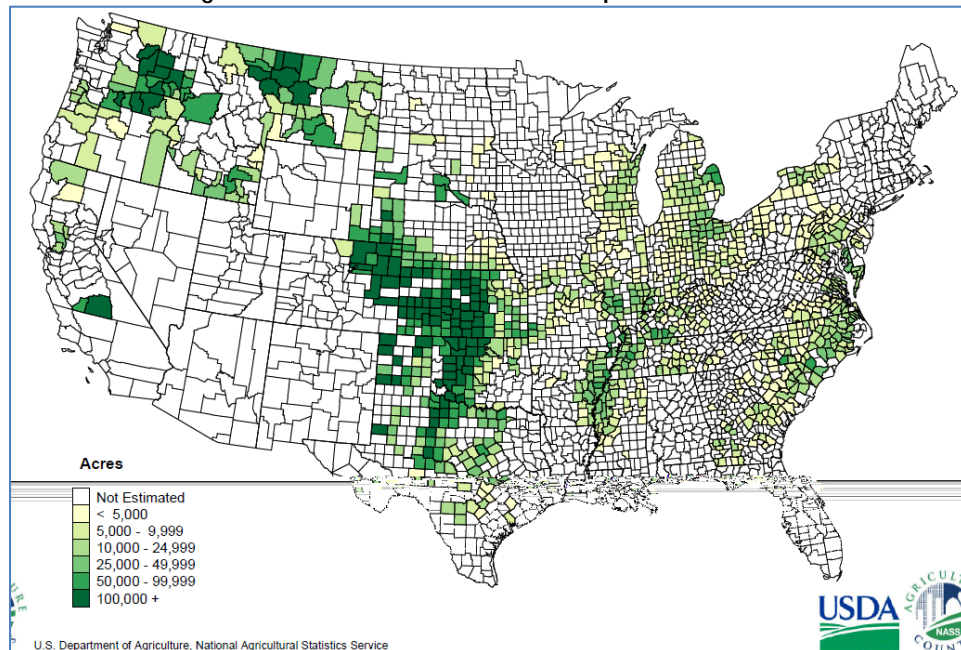 Acres
Not Estimated
< 5,000
5,000 - 9,999
10,000 - 24,999
25,000 - 49,999
50,000 - 99,999
100,000 +
USDA
NASS
U.S. Department of Agriculture, National Agricultural Statistics Service